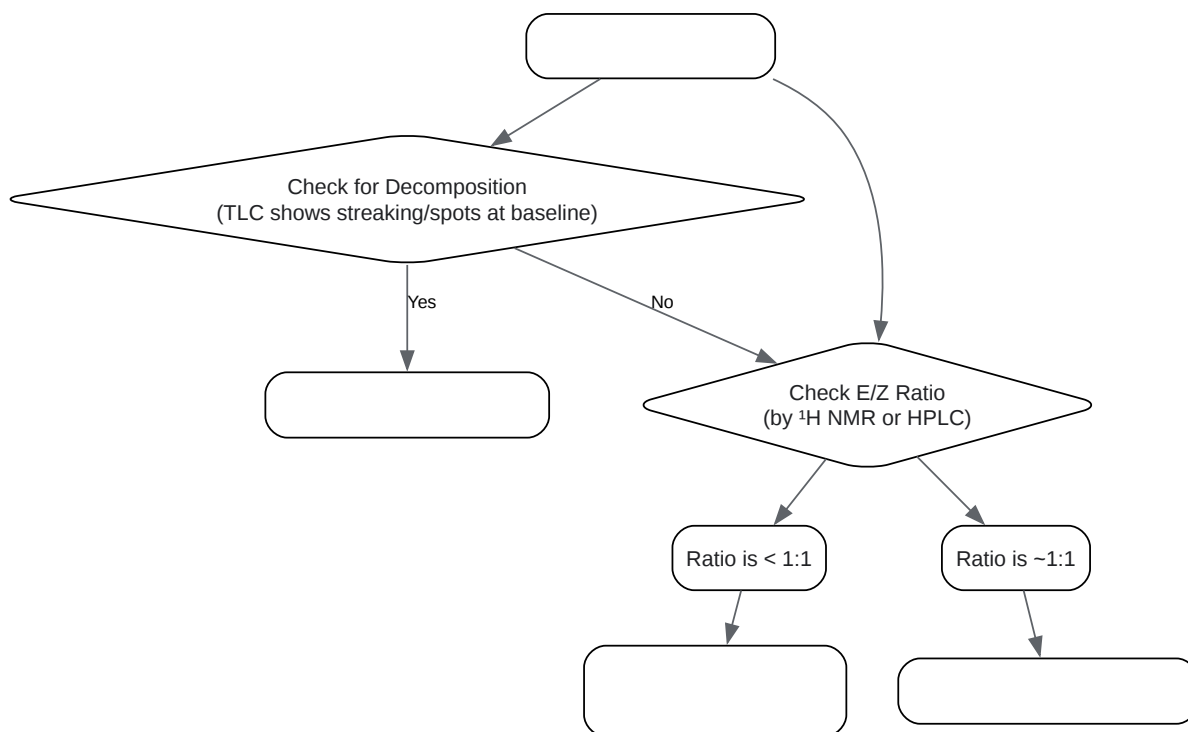 Check for Decomposition
(TLC shows streaking/spots at baseline)
Yes
No
Check E/Z Ratio
(by ¹H NMR or HPLC)
Ratio is < 1:1
Ratio is ~1:1